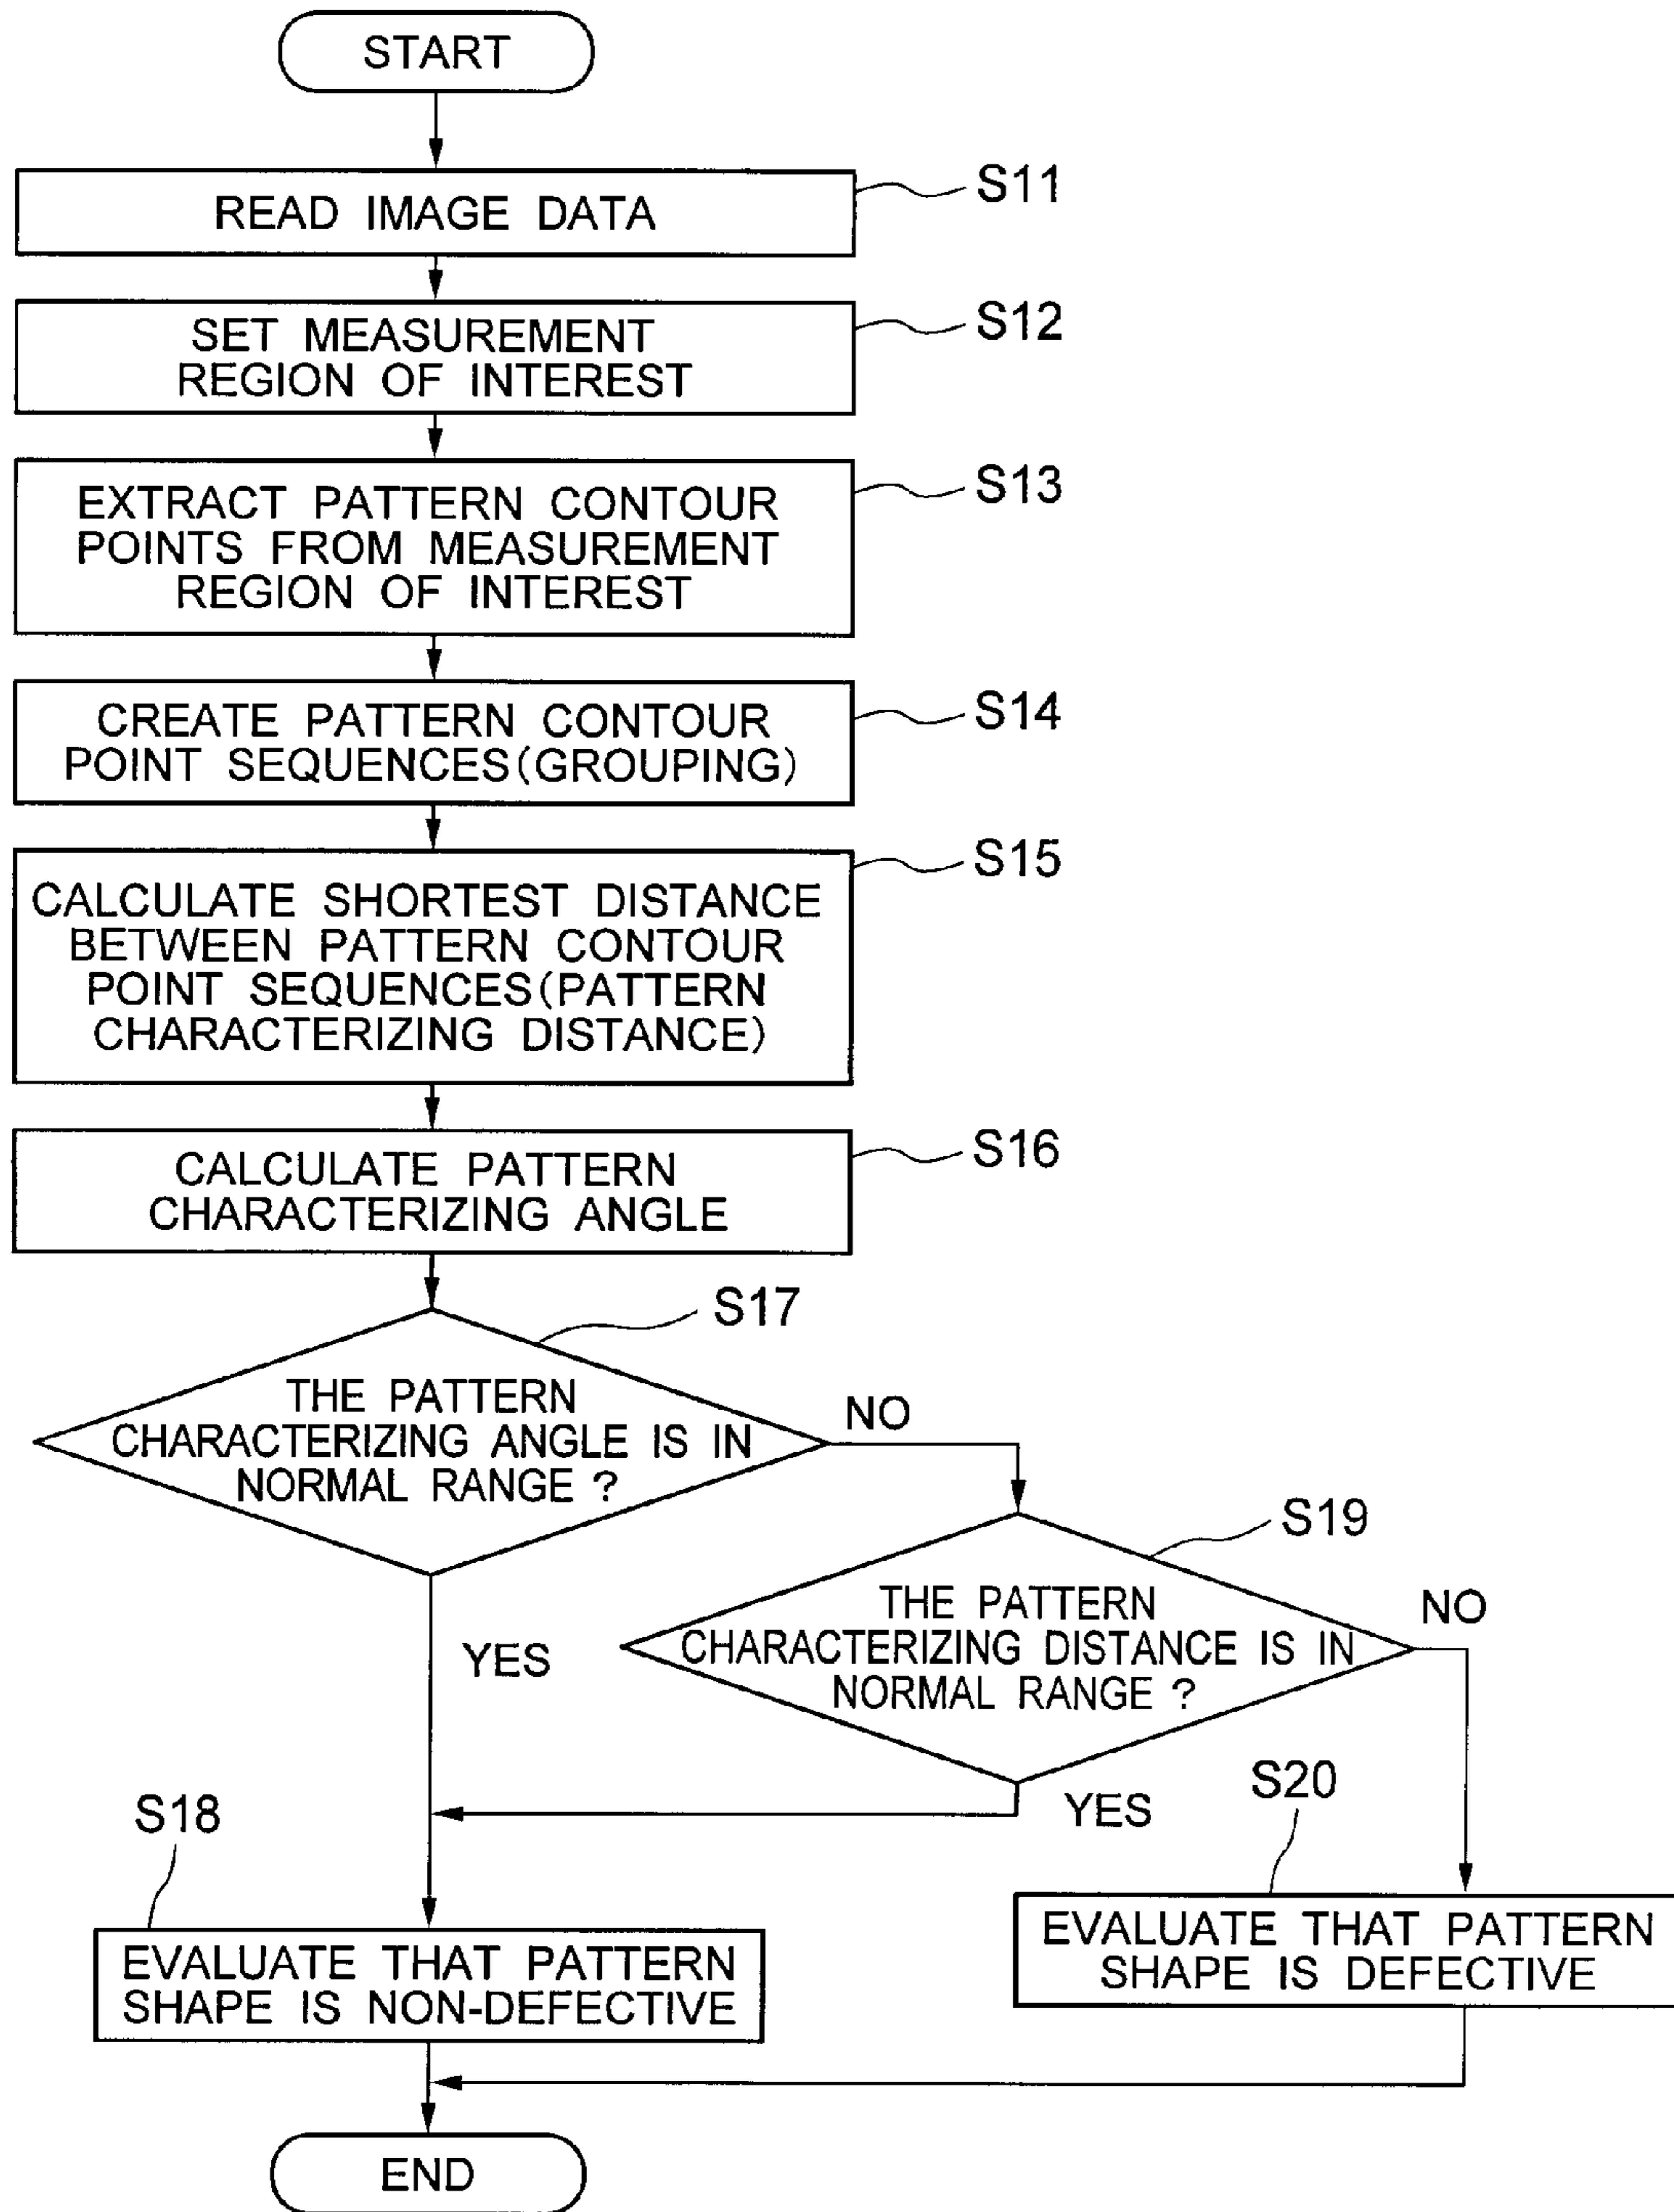 START
READ IMAGE DATA
S11
SET MEASUREMENT
REGION OF INTEREST
S12
EXTRACT PATTERN CONTOUR
POINTS FROM MEASUREMENT
REGION OF INTEREST
S13
CREATE PATTERN CONTOUR
POINT SEQUENCES(GROUPING)
S14
CALCULATE SHORTEST DISTANCE
BETWEEN PATTERN CONTOUR
POINT SEQUENCES(PATTERN
CHARACTERIZING DISTANCE)
S15
CALCULATE PATTERN
CHARACTERIZING ANGLE
S16
S17
THE PATTERN
CHARACTERIZING ANGLE IS IN
NORMAL RANGE ?
NO
YES
S19
THE PATTERN
CHARACTERIZING DISTANCE IS IN
NORMAL RANGE ?
NO
YES
S18
EVALUATE THAT PATTERN
SHAPE IS NON-DEFECTIVE
S20
EVALUATE THAT PATTERN
SHAPE IS DEFECTIVE
END